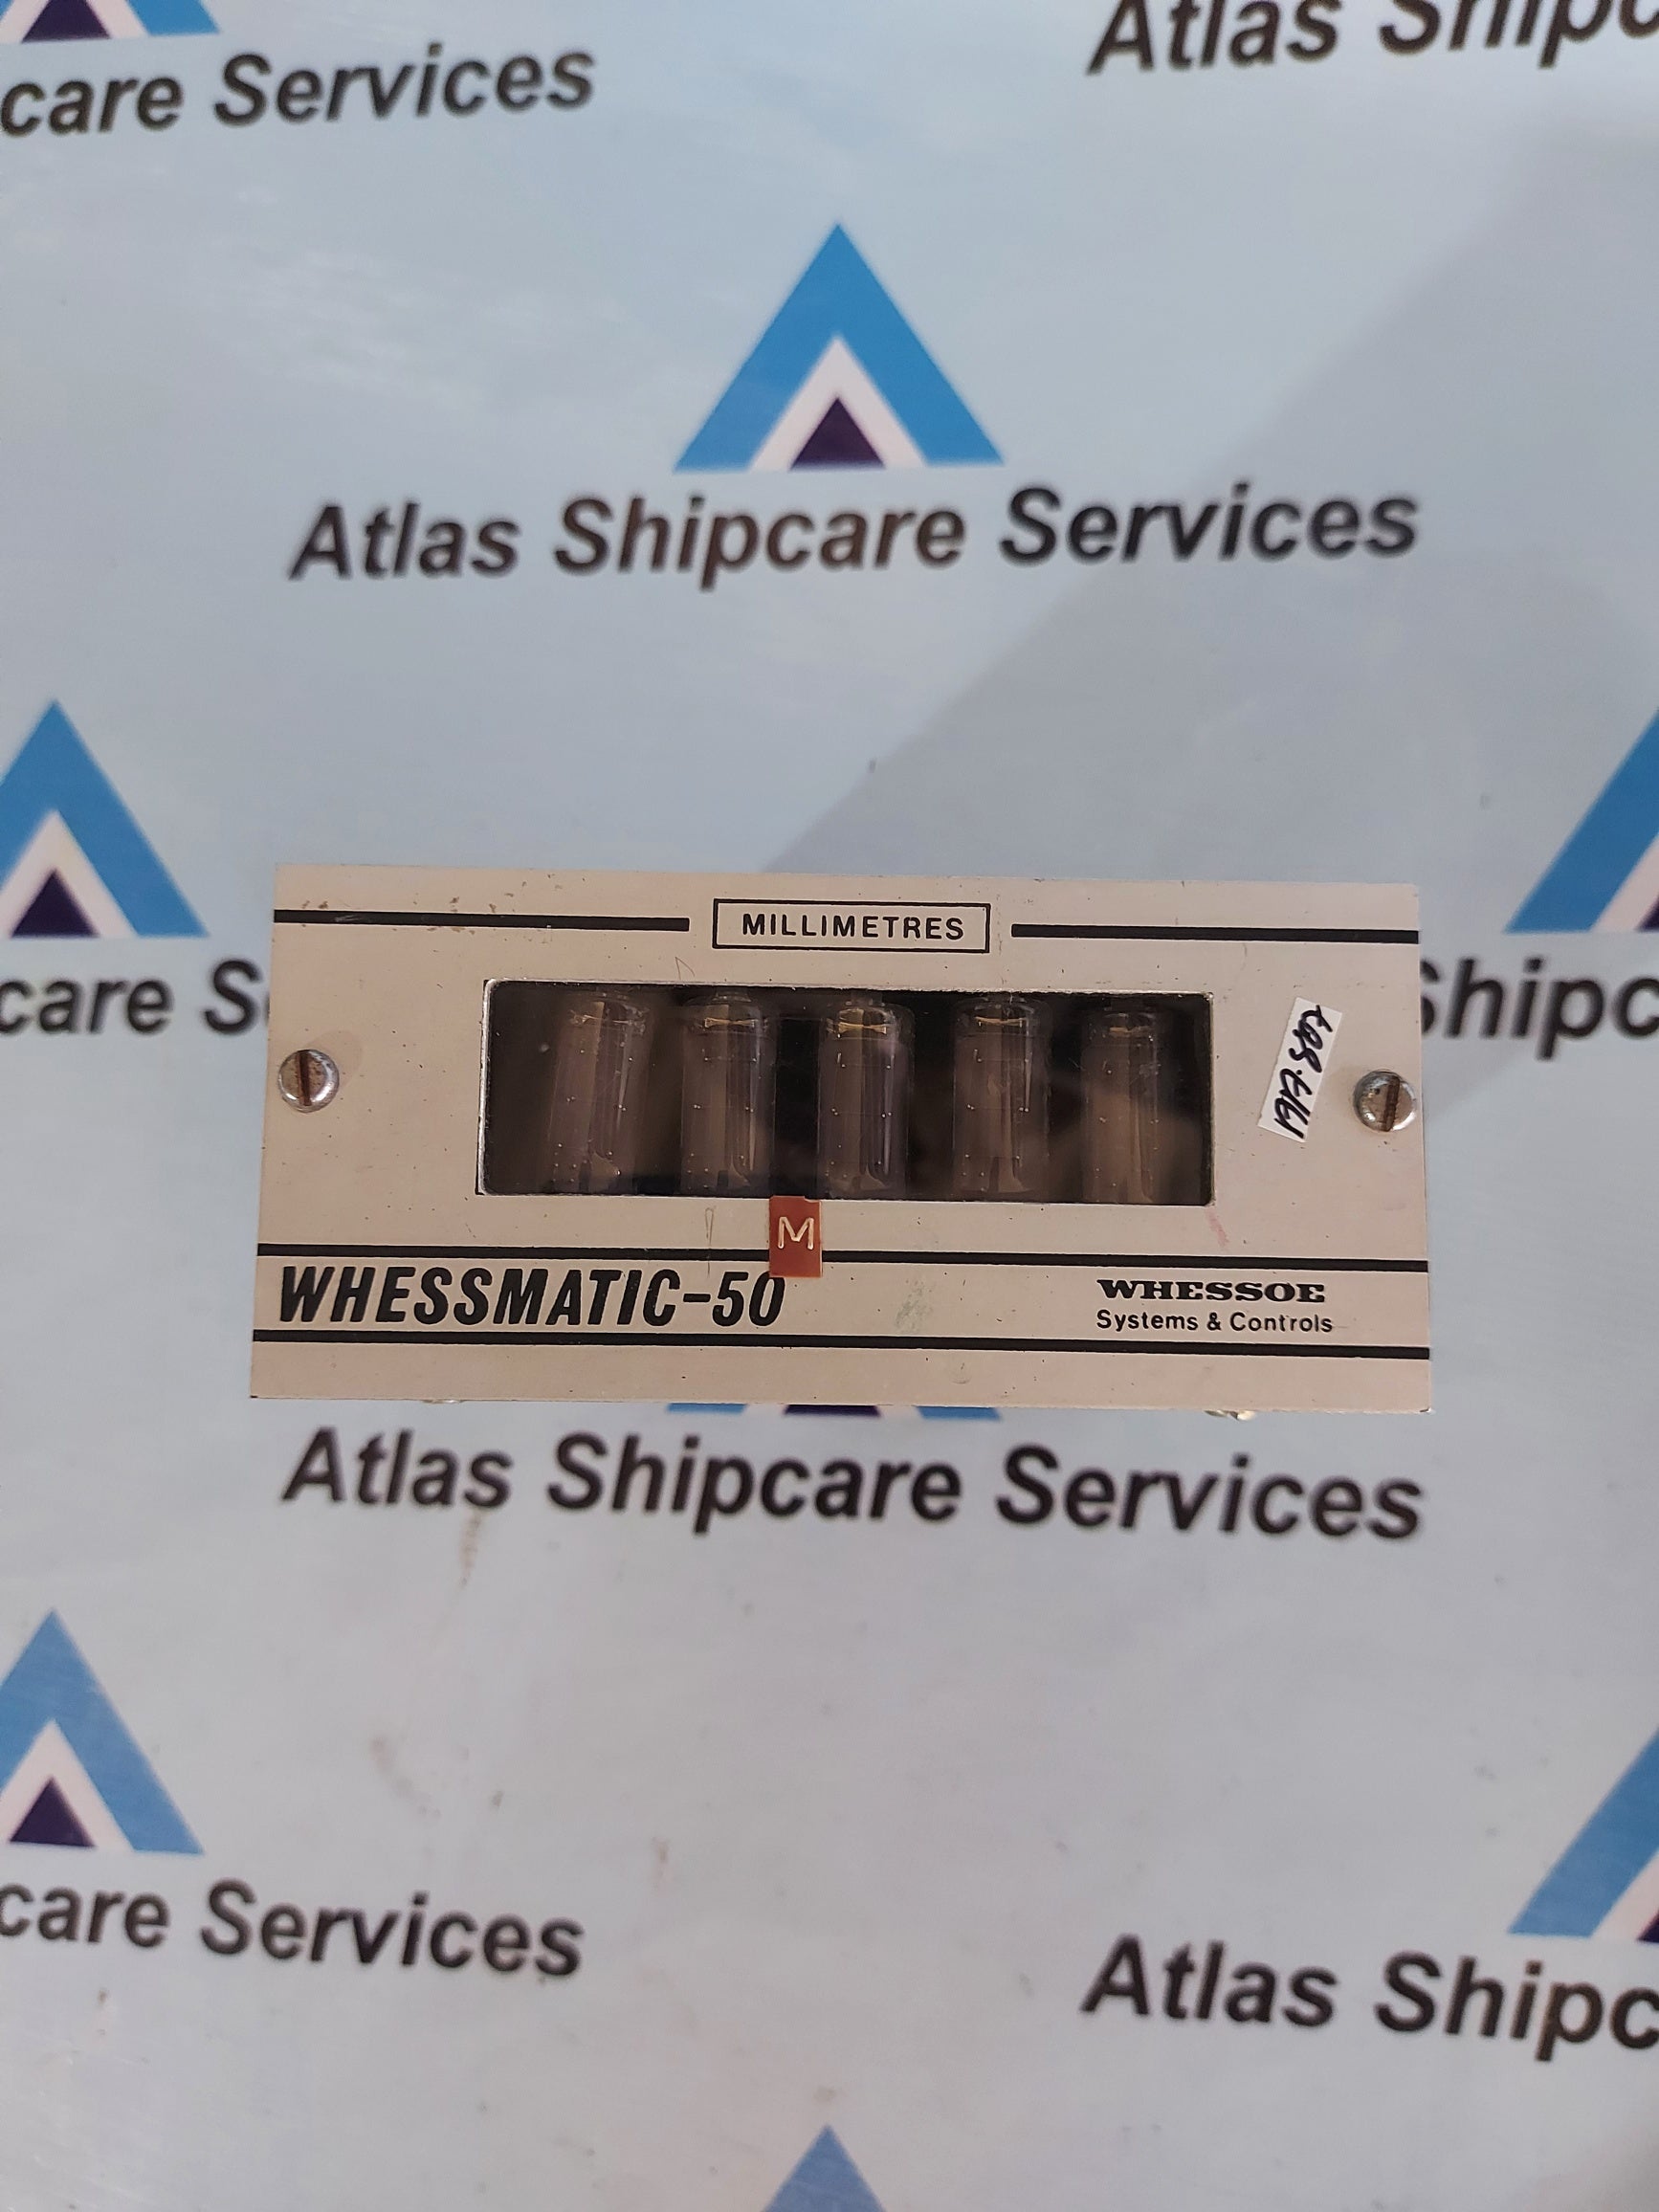 care Services
Atlas Shipc
Atlas Shipcare Services
care S
Shipc
MILLIMETRES
M
WHESSMATIC-50
WHESSOE
Systems & Controls
Atlas Shipcare Services
care Services
Atlas Shipc